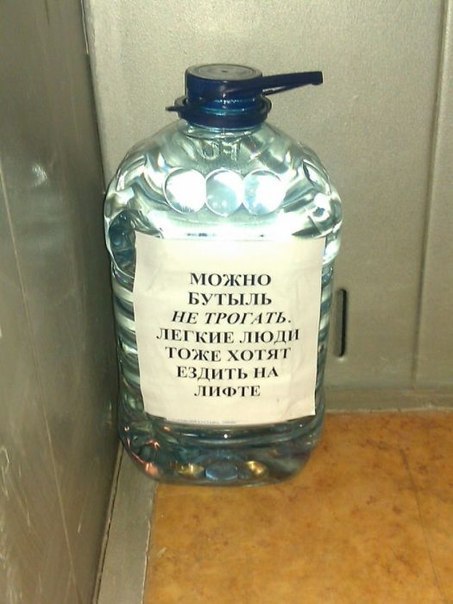 МОЖНО
БУТЫЛЬ
НЕ ТРОГАТЬ.
ЛЕГКИЕ ЛЮДИ
ТОЖЕ ХОТЯТ
ЕЗДИТЬ НА
ЛИФТЕ